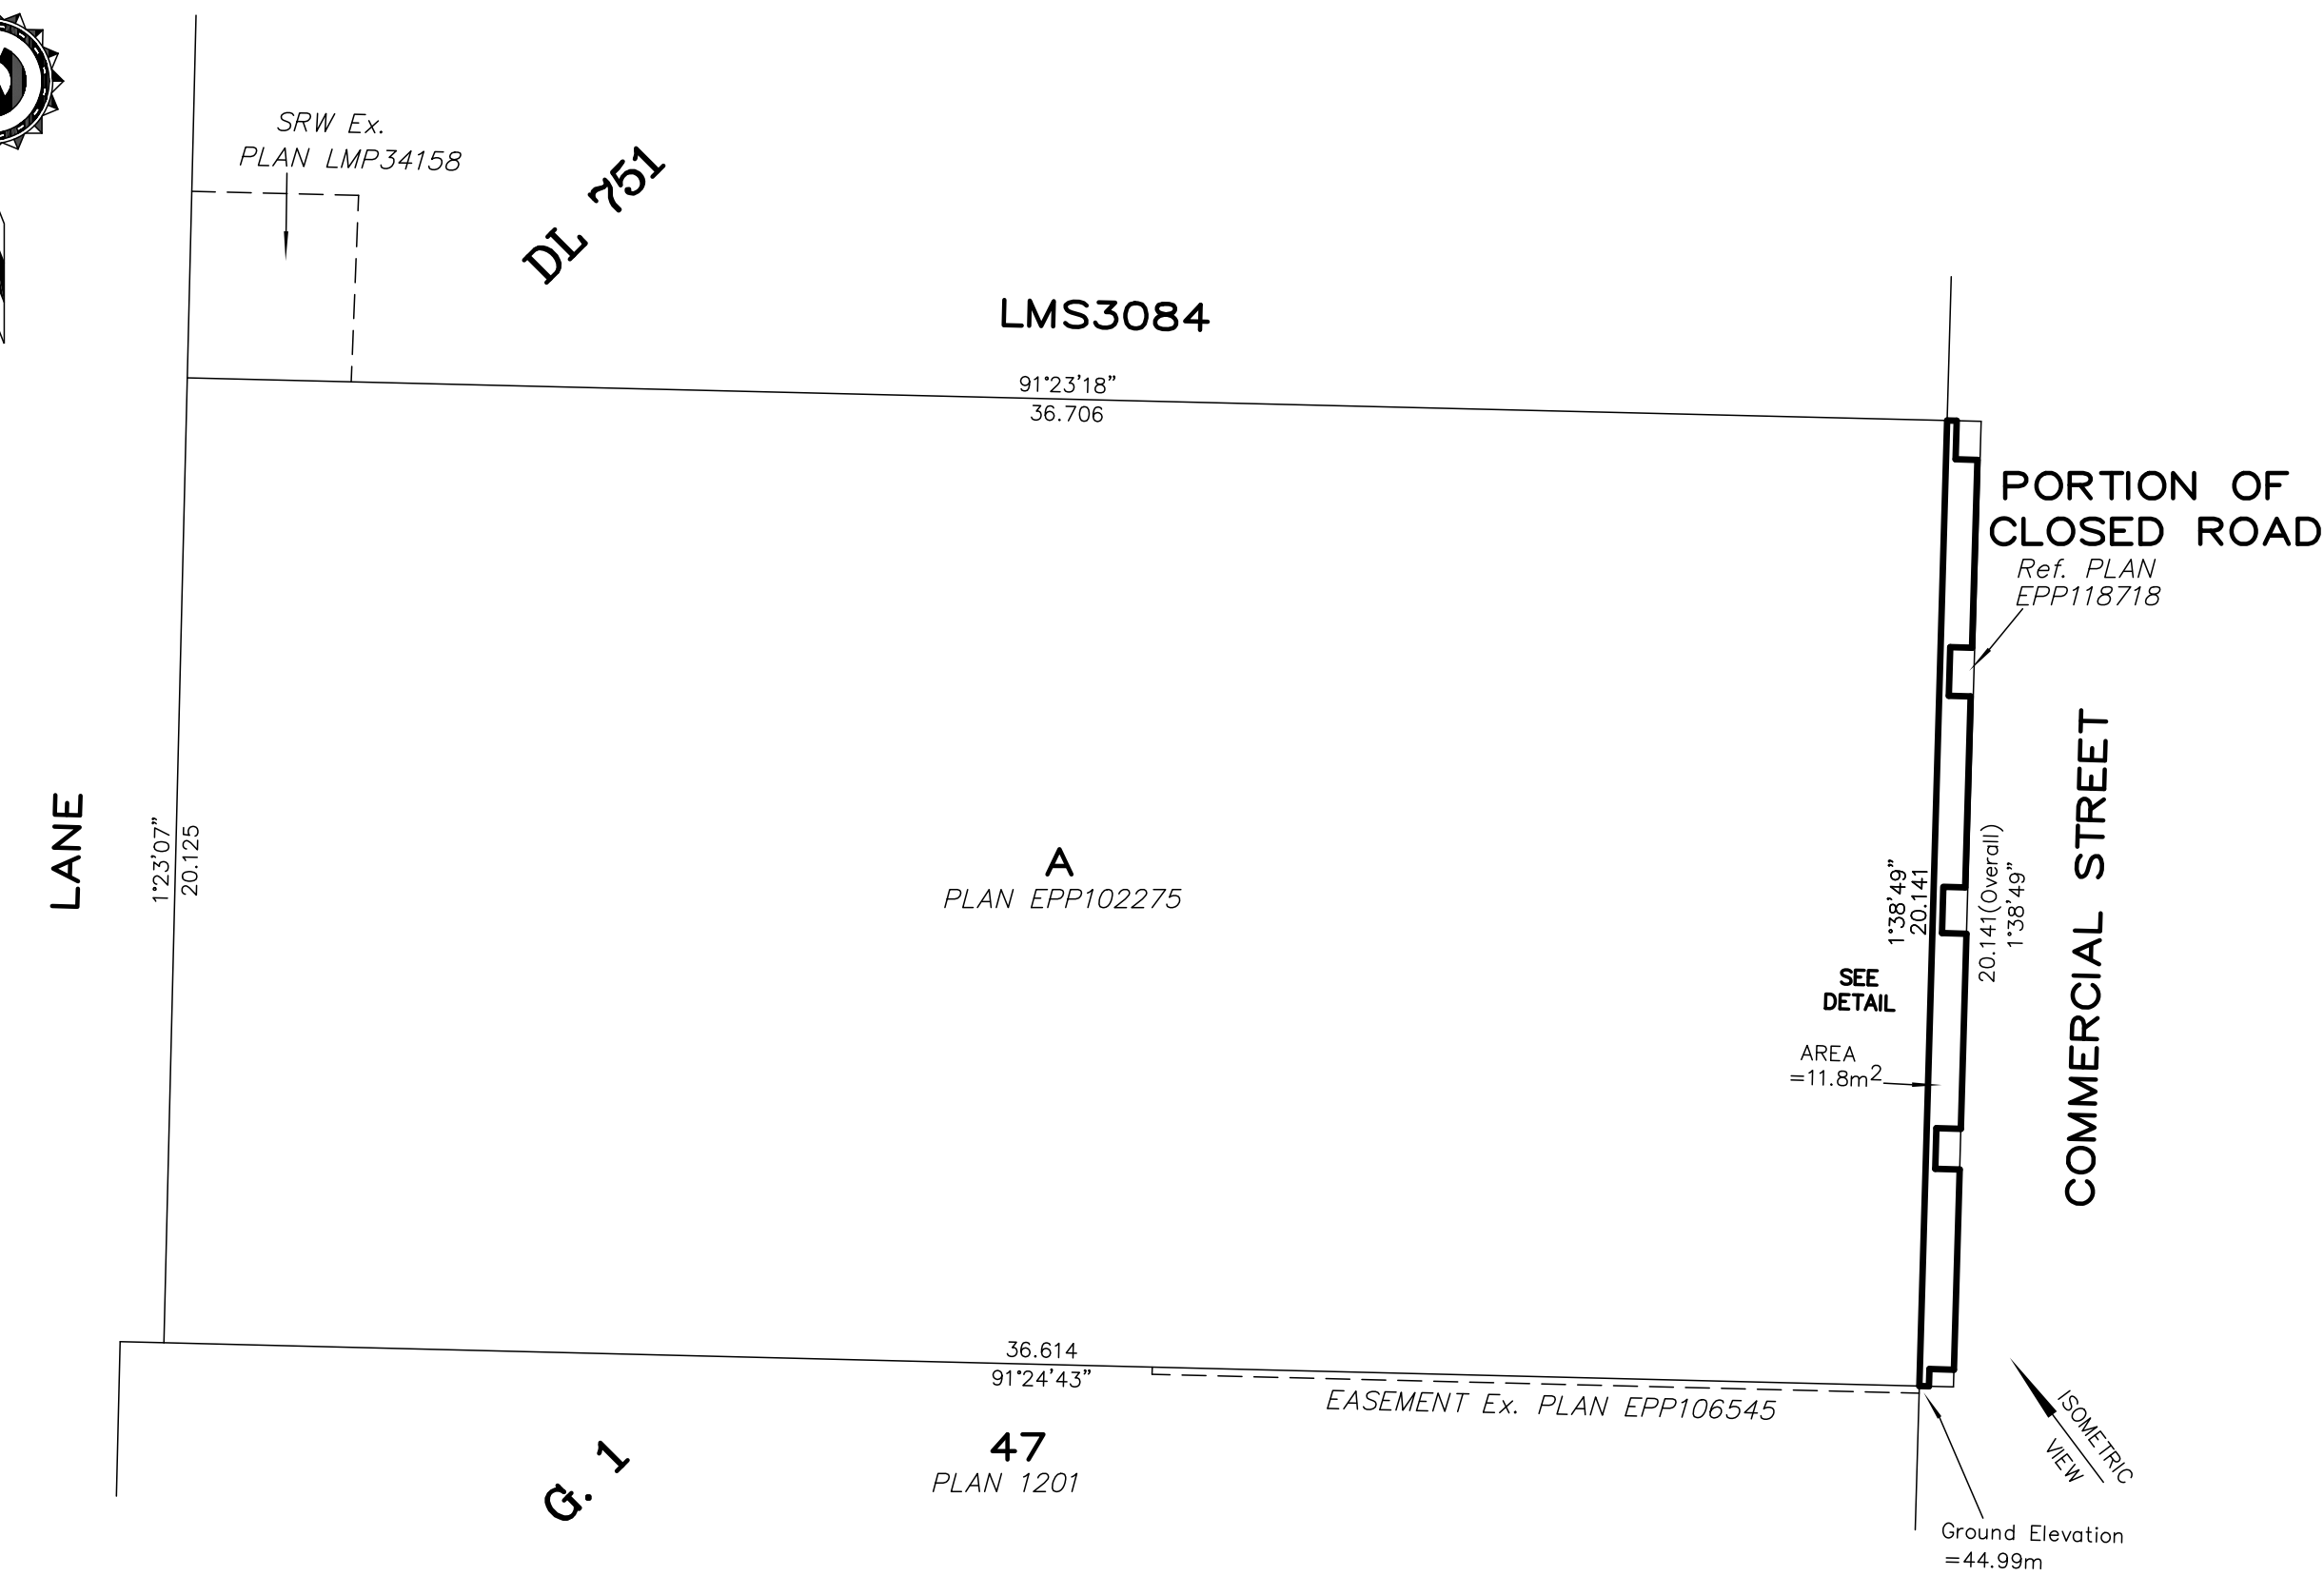 SRW Ex.
PLAN LMP34158
DL 751
LMS3084
91°23'18"
36.706
PORTION OF
CLOSED ROAD
Ref. PLAN
EPP118718
LANE
1°23'07"
20.125
A
PLAN EPP102275
1°38'49"
20.141
20.141(Overall)
1°38'49"
COMMERCIAL STREET
SEE
DETAIL
AREA
=11.8m²
36.614
91°24'43"
EASEMENT Ex. PLAN EPP106545
ISOMETRIC
VIEW
G. 1
47
PLAN 1201
Ground Elevation
=44.99m